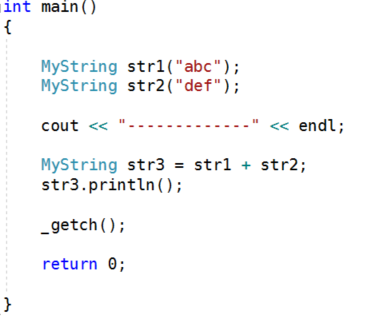 int main()
{
MyString str1("abc");
MyString str2("def");
cout << "-------------" << endl;
MyString str3 = str1 + str2;
str3.println();
_getch();
return 0;
}